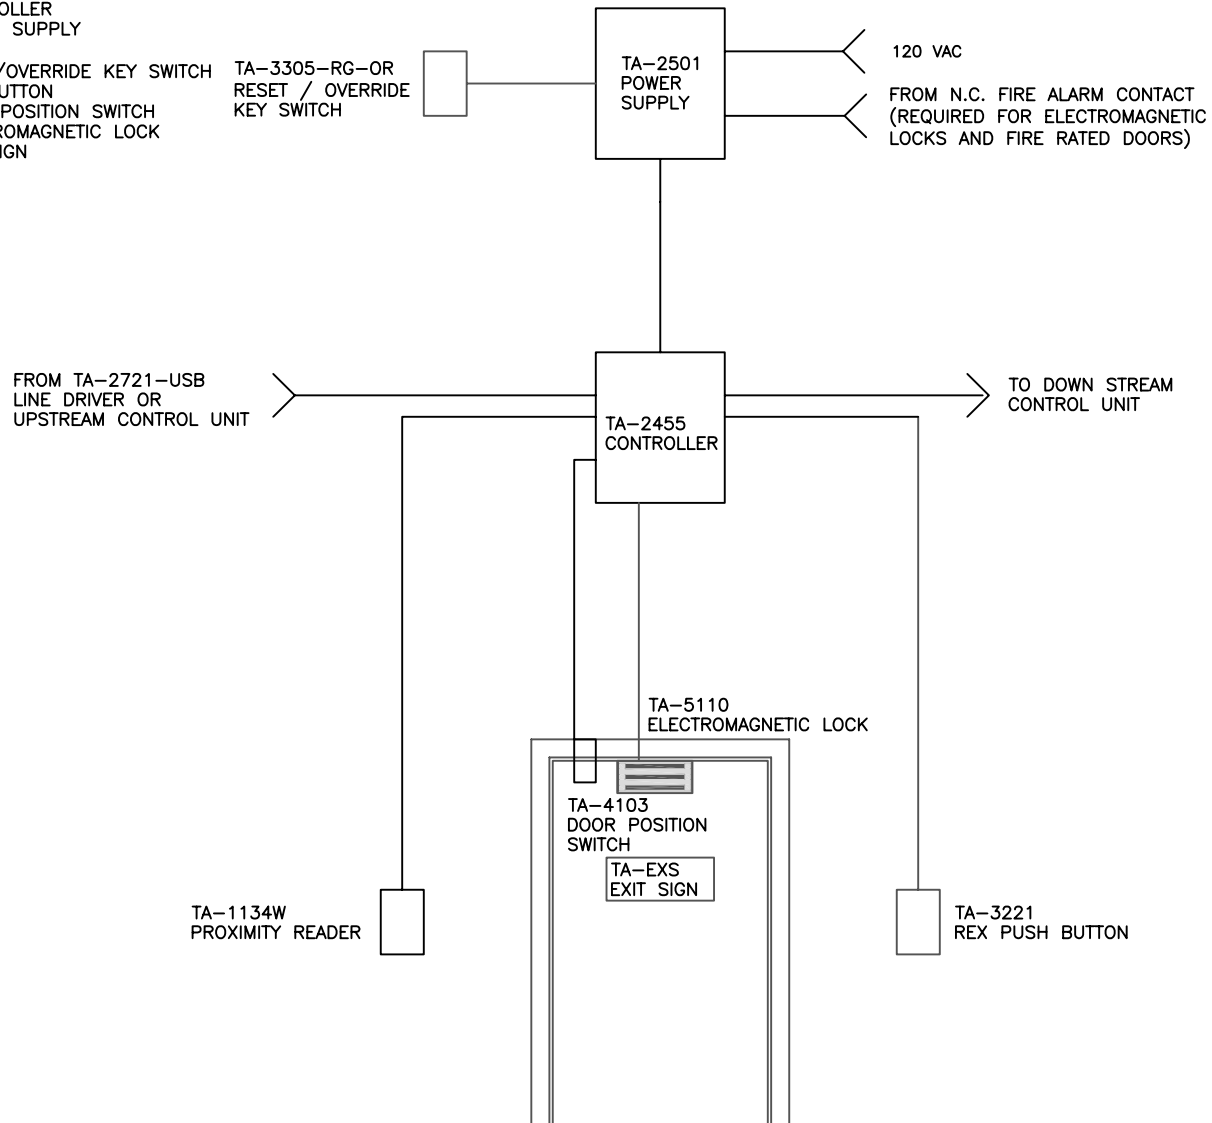 OLLER
SUPPLY
/OVERRIDE KEY SWITCH
UTTON
POSITION SWITCH
ROMAGNETIC LOCK
IGN
TA-3305-RG-OR
RESET / OVERRIDE
KEY SWITCH
TA-2501
POWER
SUPPLY
120 VAC
FROM N.C. FIRE ALARM CONTACT
(REQUIRED FOR ELECTROMAGNETIC
LOCKS AND FIRE RATED DOORS)
FROM TA-2721-USB
LINE DRIVER OR
UPSTREAM CONTROL UNIT
TA-2455
CONTROLLER
TO DOWN STREAM
CONTROL UNIT
TA-5110
ELECTROMAGNETIC LOCK
TA-4103
DOOR POSITION
SWITCH
TA-EXS
EXIT SIGN
TA-1134W
PROXIMITY READER
TA-3221
REX PUSH BUTTON